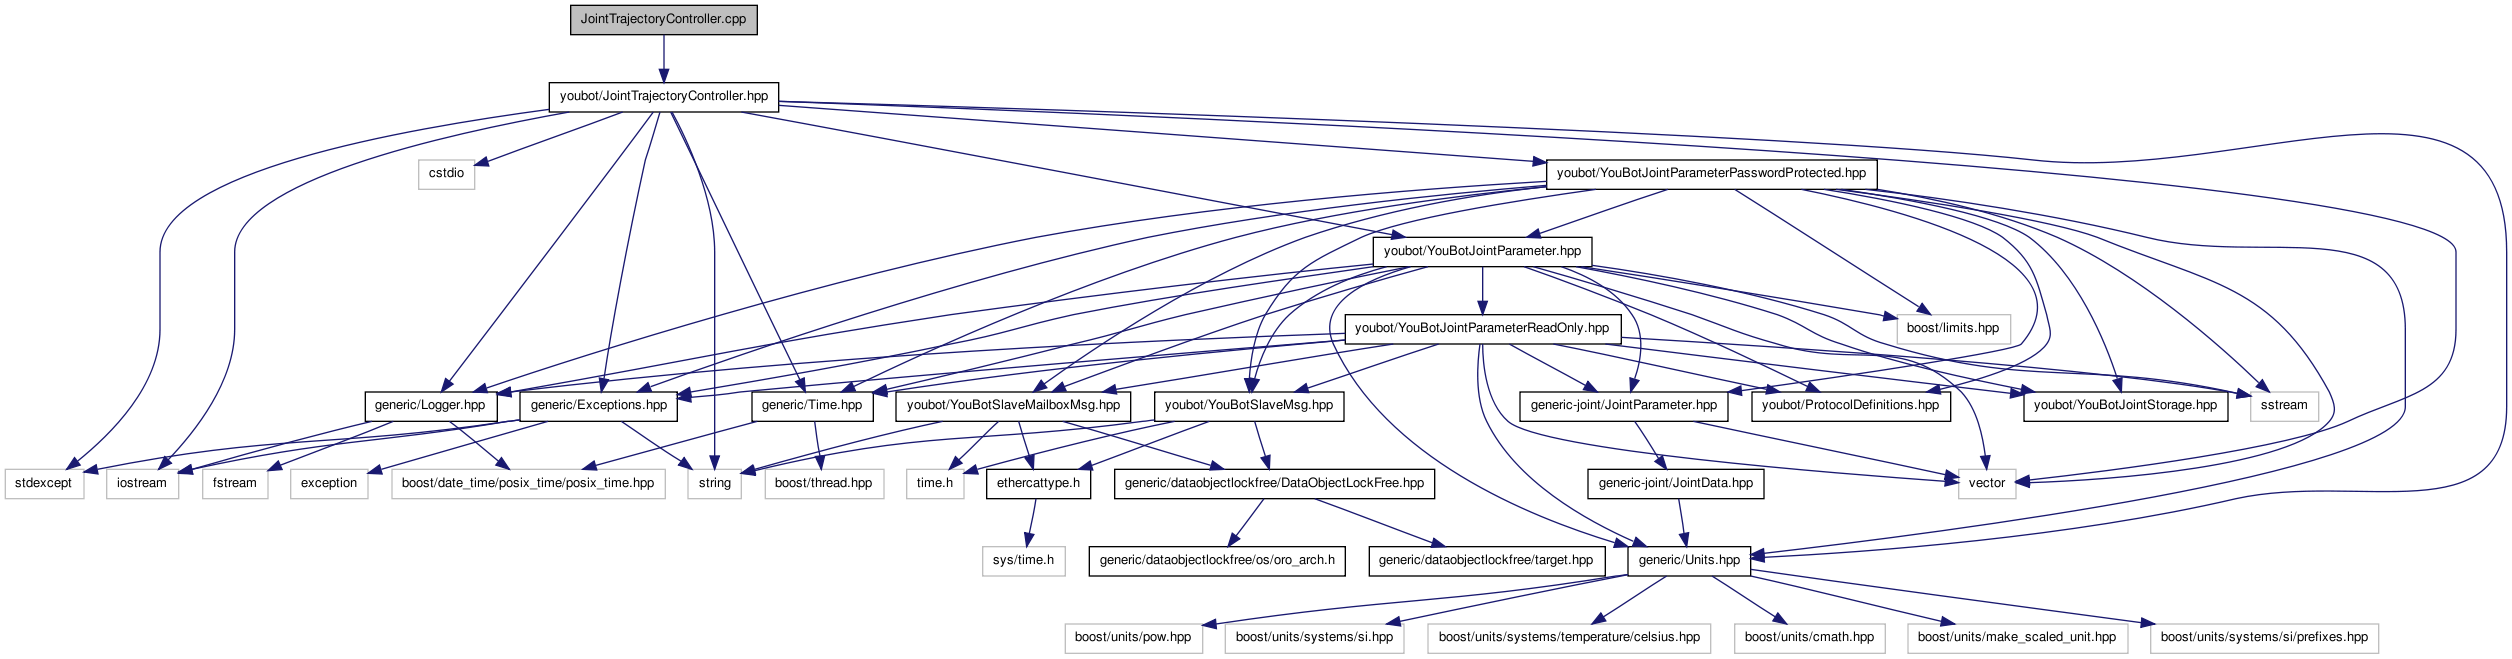 JointTrajectoryController.cpp
youbot/JointTrajectoryController.hpp
cstdio
youbot/YouBotJointParameterPasswordProtected.hpp
youbot/YouBotJointParameter.hpp
youbot/YouBotJointParameterReadOnly.hpp
boost/limits.hpp
generic/Logger.hpp
generic/Exceptions.hpp
generic/Time.hpp
youbot/YouBotSlaveMailboxMsg.hpp
youbot/YouBotSlaveMsg.hpp
generic-joint/JointParameter.hpp
youbot/ProtocolDefinitions.hpp
youbot/YouBotJointStorage.hpp
sstream
stdexcept
iostream
fstream
exception
boost/date_time/posix_time/posix_time.hpp
string
boost/thread.hpp
time.h
ethercattype.h
generic/dataobjectlockfree/DataObjectLockFree.hpp
generic-joint/JointData.hpp
vector
sys/time.h
generic/dataobjectlockfree/os/oro_arch.h
generic/dataobjectlockfree/target.hpp
generic/Units.hpp
boost/units/pow.hpp
boost/units/systems/si.hpp
boost/units/systems/temperature/celsius.hpp
boost/units/cmath.hpp
boost/units/make_scaled_unit.hpp
boost/units/systems/si/prefixes.hpp